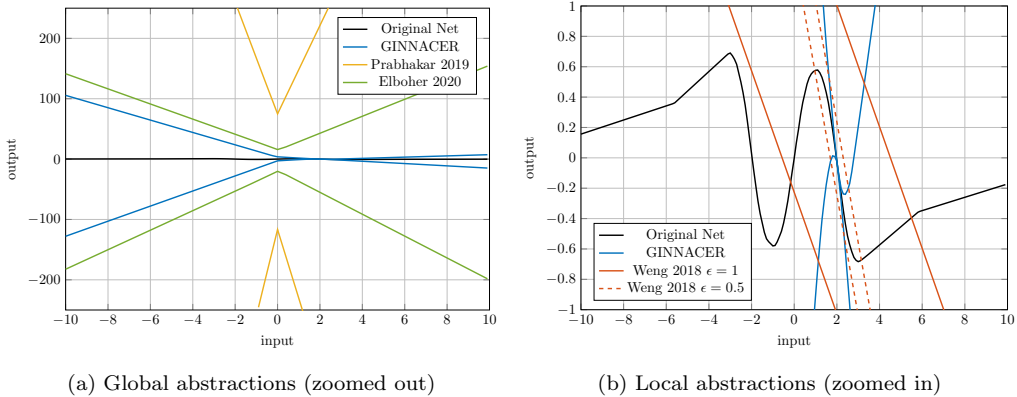 200
100
0
−100
−200
−10 −8 −6 −4 −2 0 2 4 6 8 10
input
output
Original Net
GINNACER
Prabhakar 2019
Elboher 2020
(a) Global abstractions (zoomed out)
1
0.8
0.6
0.4
0.2
0
−0.2
−0.4
−0.6
−0.8
−1
−10 −8 −6 −4 −2 0 2 4 6 8 10
input
output
Original Net
GINNACER
Weng 2018 ϵ = 1
Weng 2018 ϵ = 0.5
(b) Local abstractions (zoomed in)